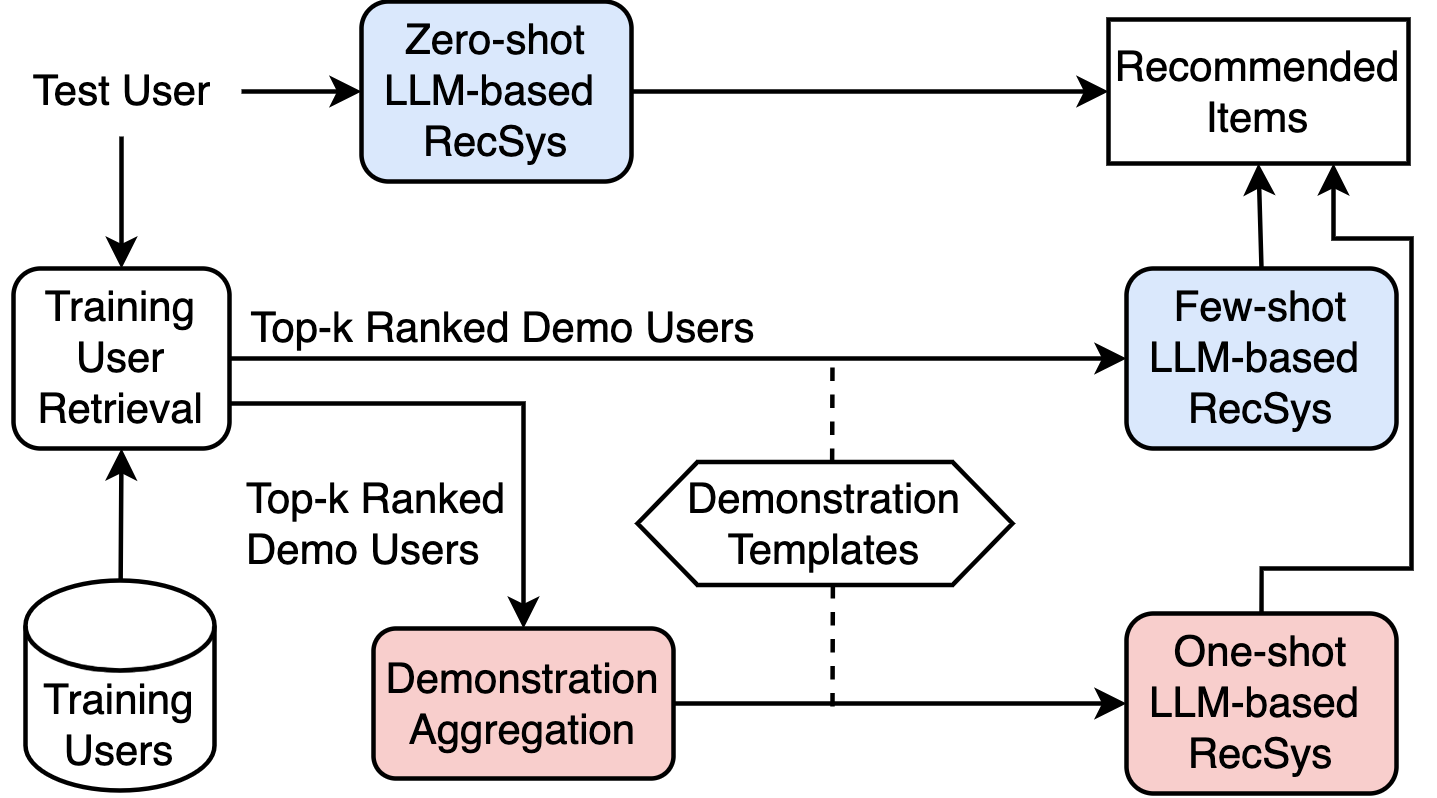 Test User
Zero-shot
LLM-based
RecSys
Recommended
Items
Training
User
Retrieval
Top-k Ranked Demo Users
Few-shot
LLM-based
RecSys
Top-k Ranked
Demo Users
Demonstration
Templates
Training
Users
Demonstration
Aggregation
One-shot
LLM-based
RecSys